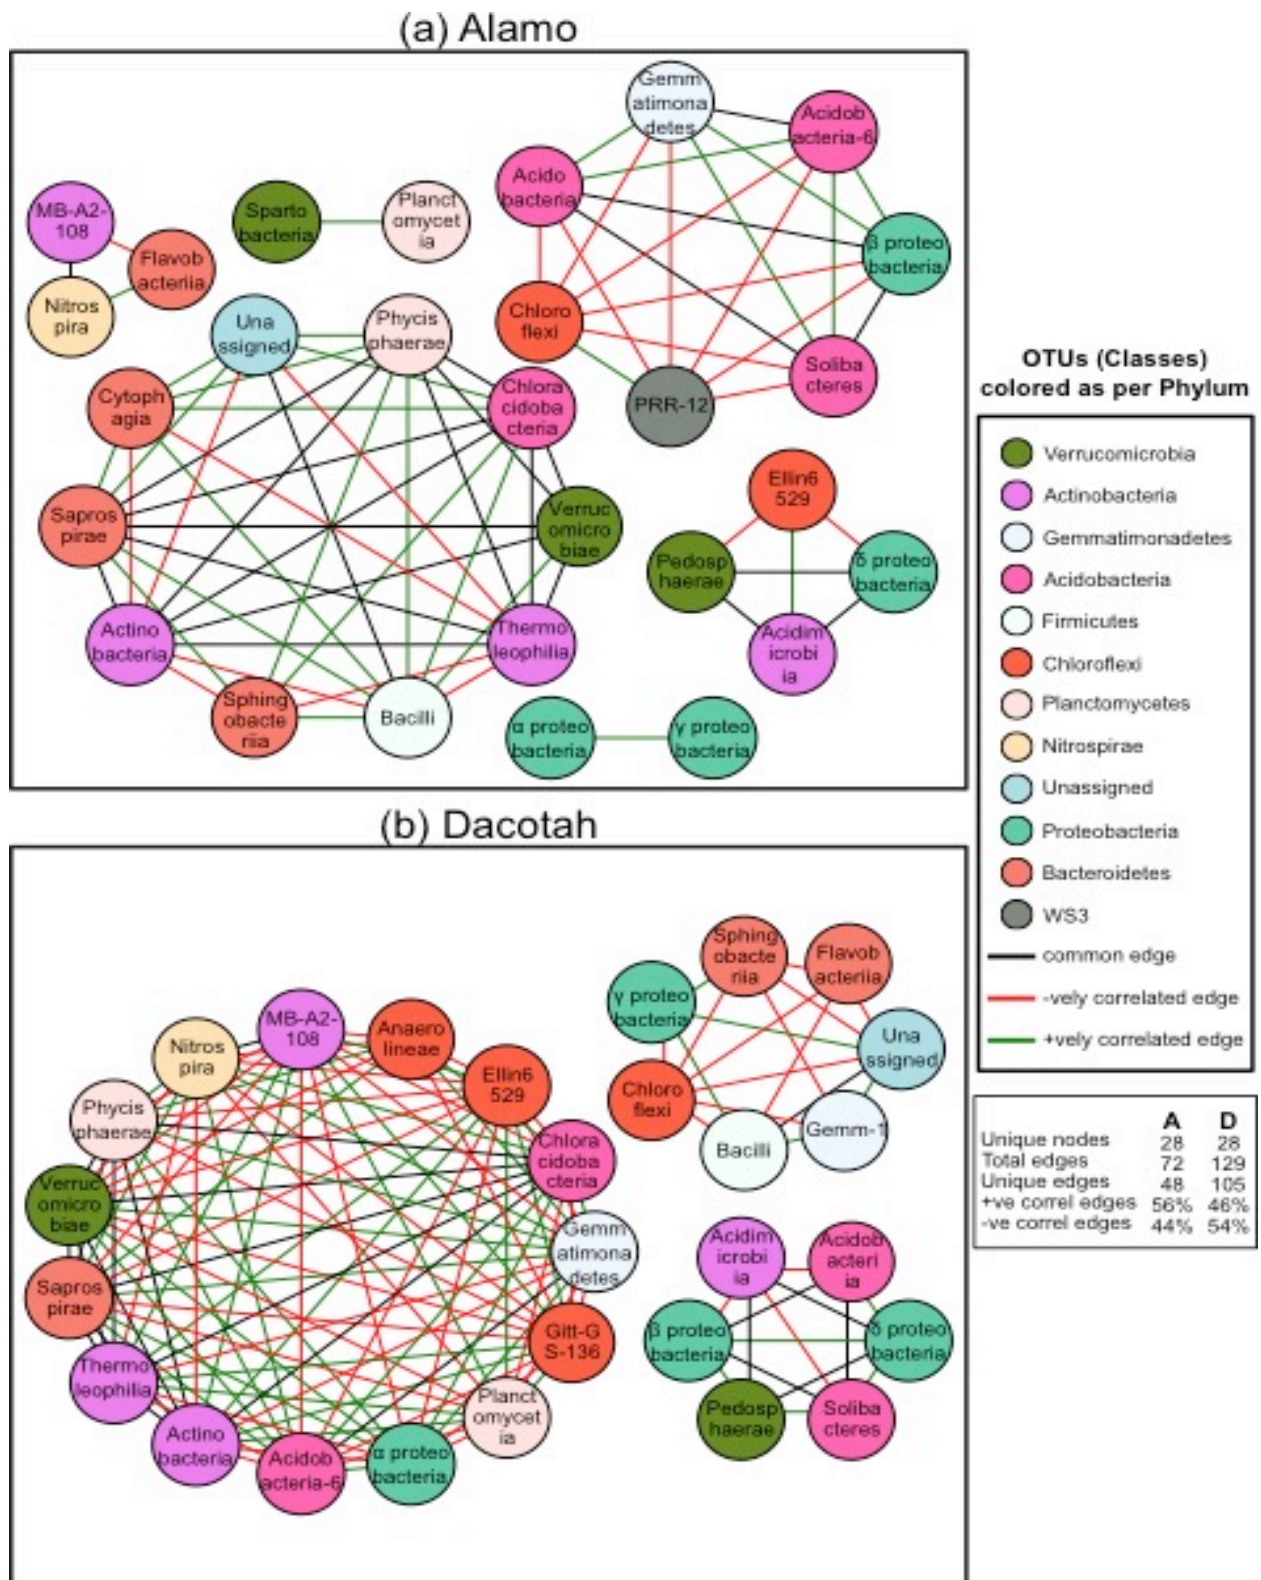 (a) Alamo
Gemm
atimona
detes
Acidob
acteria-6
Acido
bacteria
MB-A2-
108
Sparto
bacteria
Planct
omycet
ia
Flavob
acteriia
β proteo
bacteria
Nitros
pira
Chloro
flexi
Una
ssigned
Phycis
phaerae
Soliba
cteres
PRR-12
Cytoph
agia
Chlora
cidoba
cteria
Ellin6
529
Sapros
pirae
Verruc
omicro
biae
Pedosp
haerae
δ proteo
bacteria
Actino
bacteria
Thermo
leophilia
Acidim
icrobi
ia
Sphing
obacte
riia
Bacilli
α proteo
bacteria
γ proteo
bacteria
OTUs (Classes)
colored as per Phylum
Verrucomicrobia
Actinobacteria
Gemmatimonadetes
Acidobacteria
Firmicutes
Chloroflexi
Planctomycetes
Nitrospirae
Unassigned
Proteobacteria
Bacteroidetes
WS3
common edge
-vely correlated edge
+vely correlated edge
A D
Unique nodes 28 28
Total edges 72 129
Unique edges 48 105
+ve correl edges 56% 46%
-ve correl edges 44% 54%
(b) Dacotah
Sphing
obacte
riia
Flavob
acteriia
γ proteo
bacteria
MB-A2-
108
Anaero
lineae
Nitros
pira
Una
ssigned
Ellin6
529
Chloro
flexi
Phycis
phaerae
Gemm-1
Bacilli
Chlora
cidoba
cteria
Verruc
omicro
biae
Gemm
atimona
detes
Acidim
icrobi
ia
Acidob
acteri
ia
Sapros
pirae
Gitt-G
S-136
β proteo
bacteria
δ proteo
bacteria
Thermo
leophilia
Planct
omycet
ia
Pedosp
haerae
Soliba
cteres
Actino
bacteria
Acidob
acteria-6
α proteo
bacteria